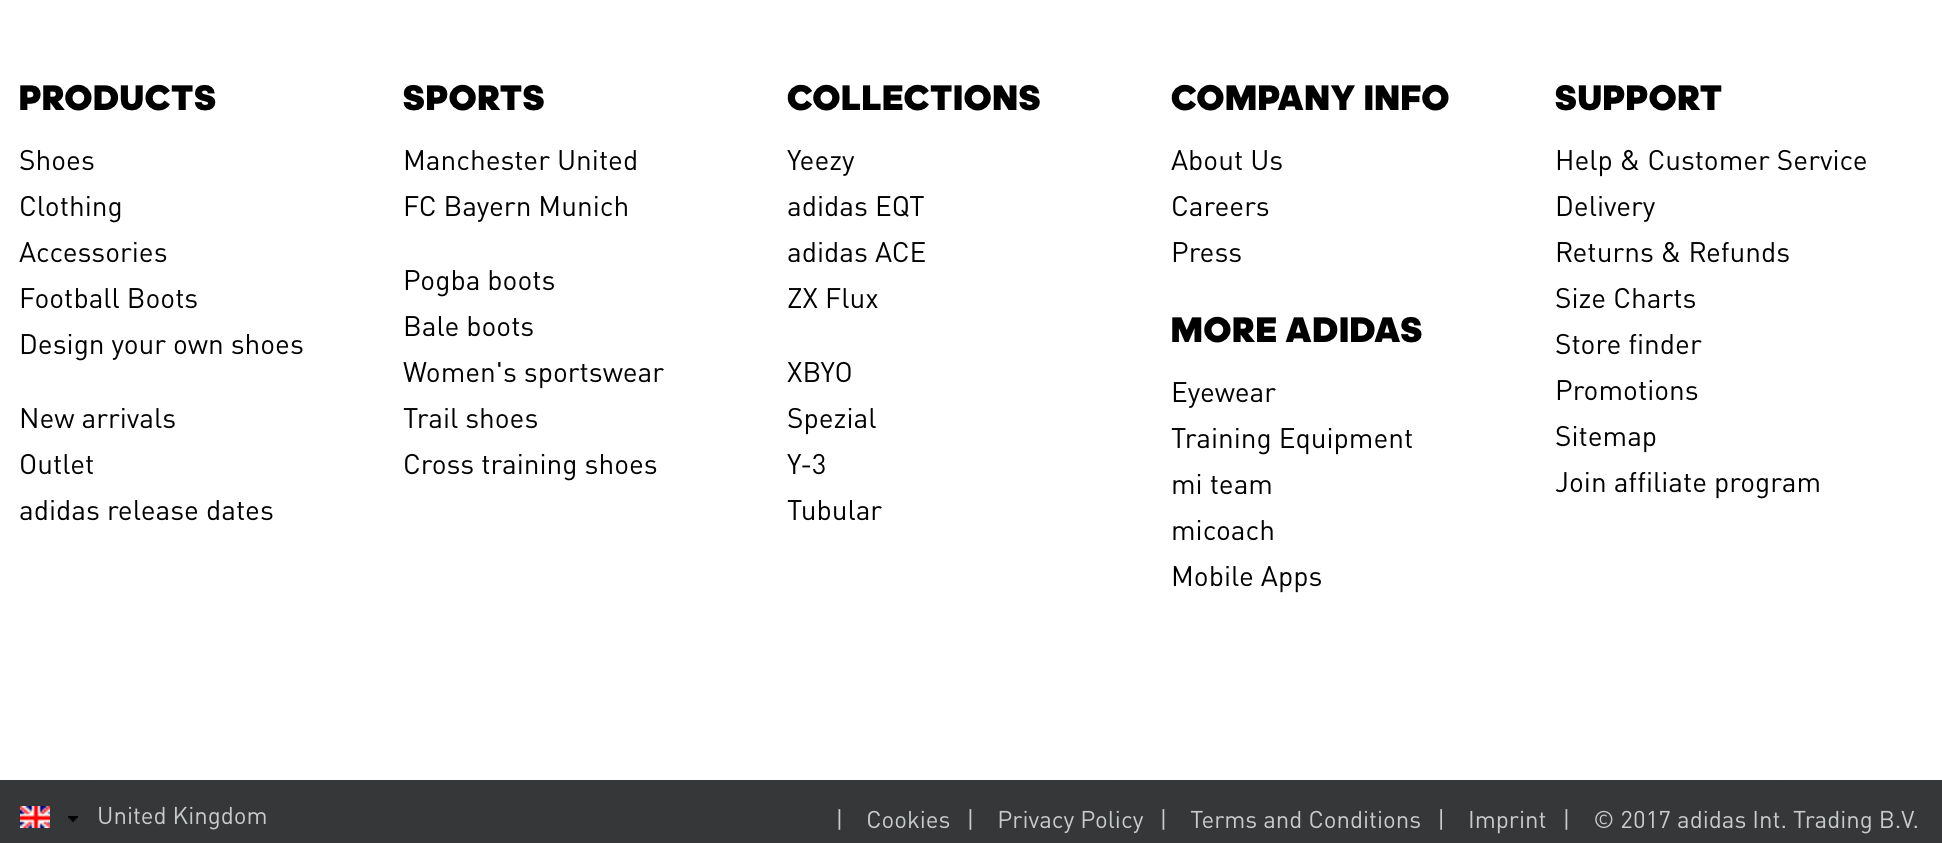 PRODUCTS
Shoes
Clothing
Accessories
Football Boots
Design your own shoes
New arrivals
Outlet
adidas release dates
SPORTS
Manchester United
FC Bayern Munich
Pogba boots
Bale boots
Women's sportswear
Trail shoes
Cross training shoes
COLLECTIONS
Yeezy
adidas EQT
adidas ACE
ZX Flux
XBYO
Spezial
Y-3
Tubular
COMPANY INFO
About Us
Careers
Press
MORE ADIDAS
Eyewear
Training Equipment
mi team
micoach
Mobile Apps
SUPPORT
Help & Customer Service
Delivery
Returns & Refunds
Size Charts
Store finder
Promotions
Sitemap
Join affiliate program
United Kingdom
| Cookies | Privacy Policy | Terms and Conditions | Imprint | © 2017 adidas Int. Trading B.V.